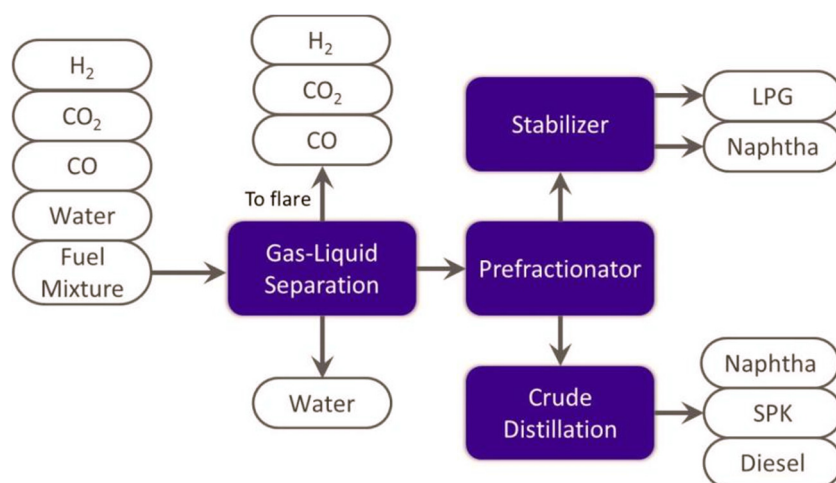 H₂
CO₂
CO
Water
Fuel
Mixture
H₂
CO₂
CO
To flare
Gas-Liquid
Separation
Water
Prefractionator
Stabilizer
LPG
Naphtha
Crude
Distillation
Naphtha
SPK
Diesel